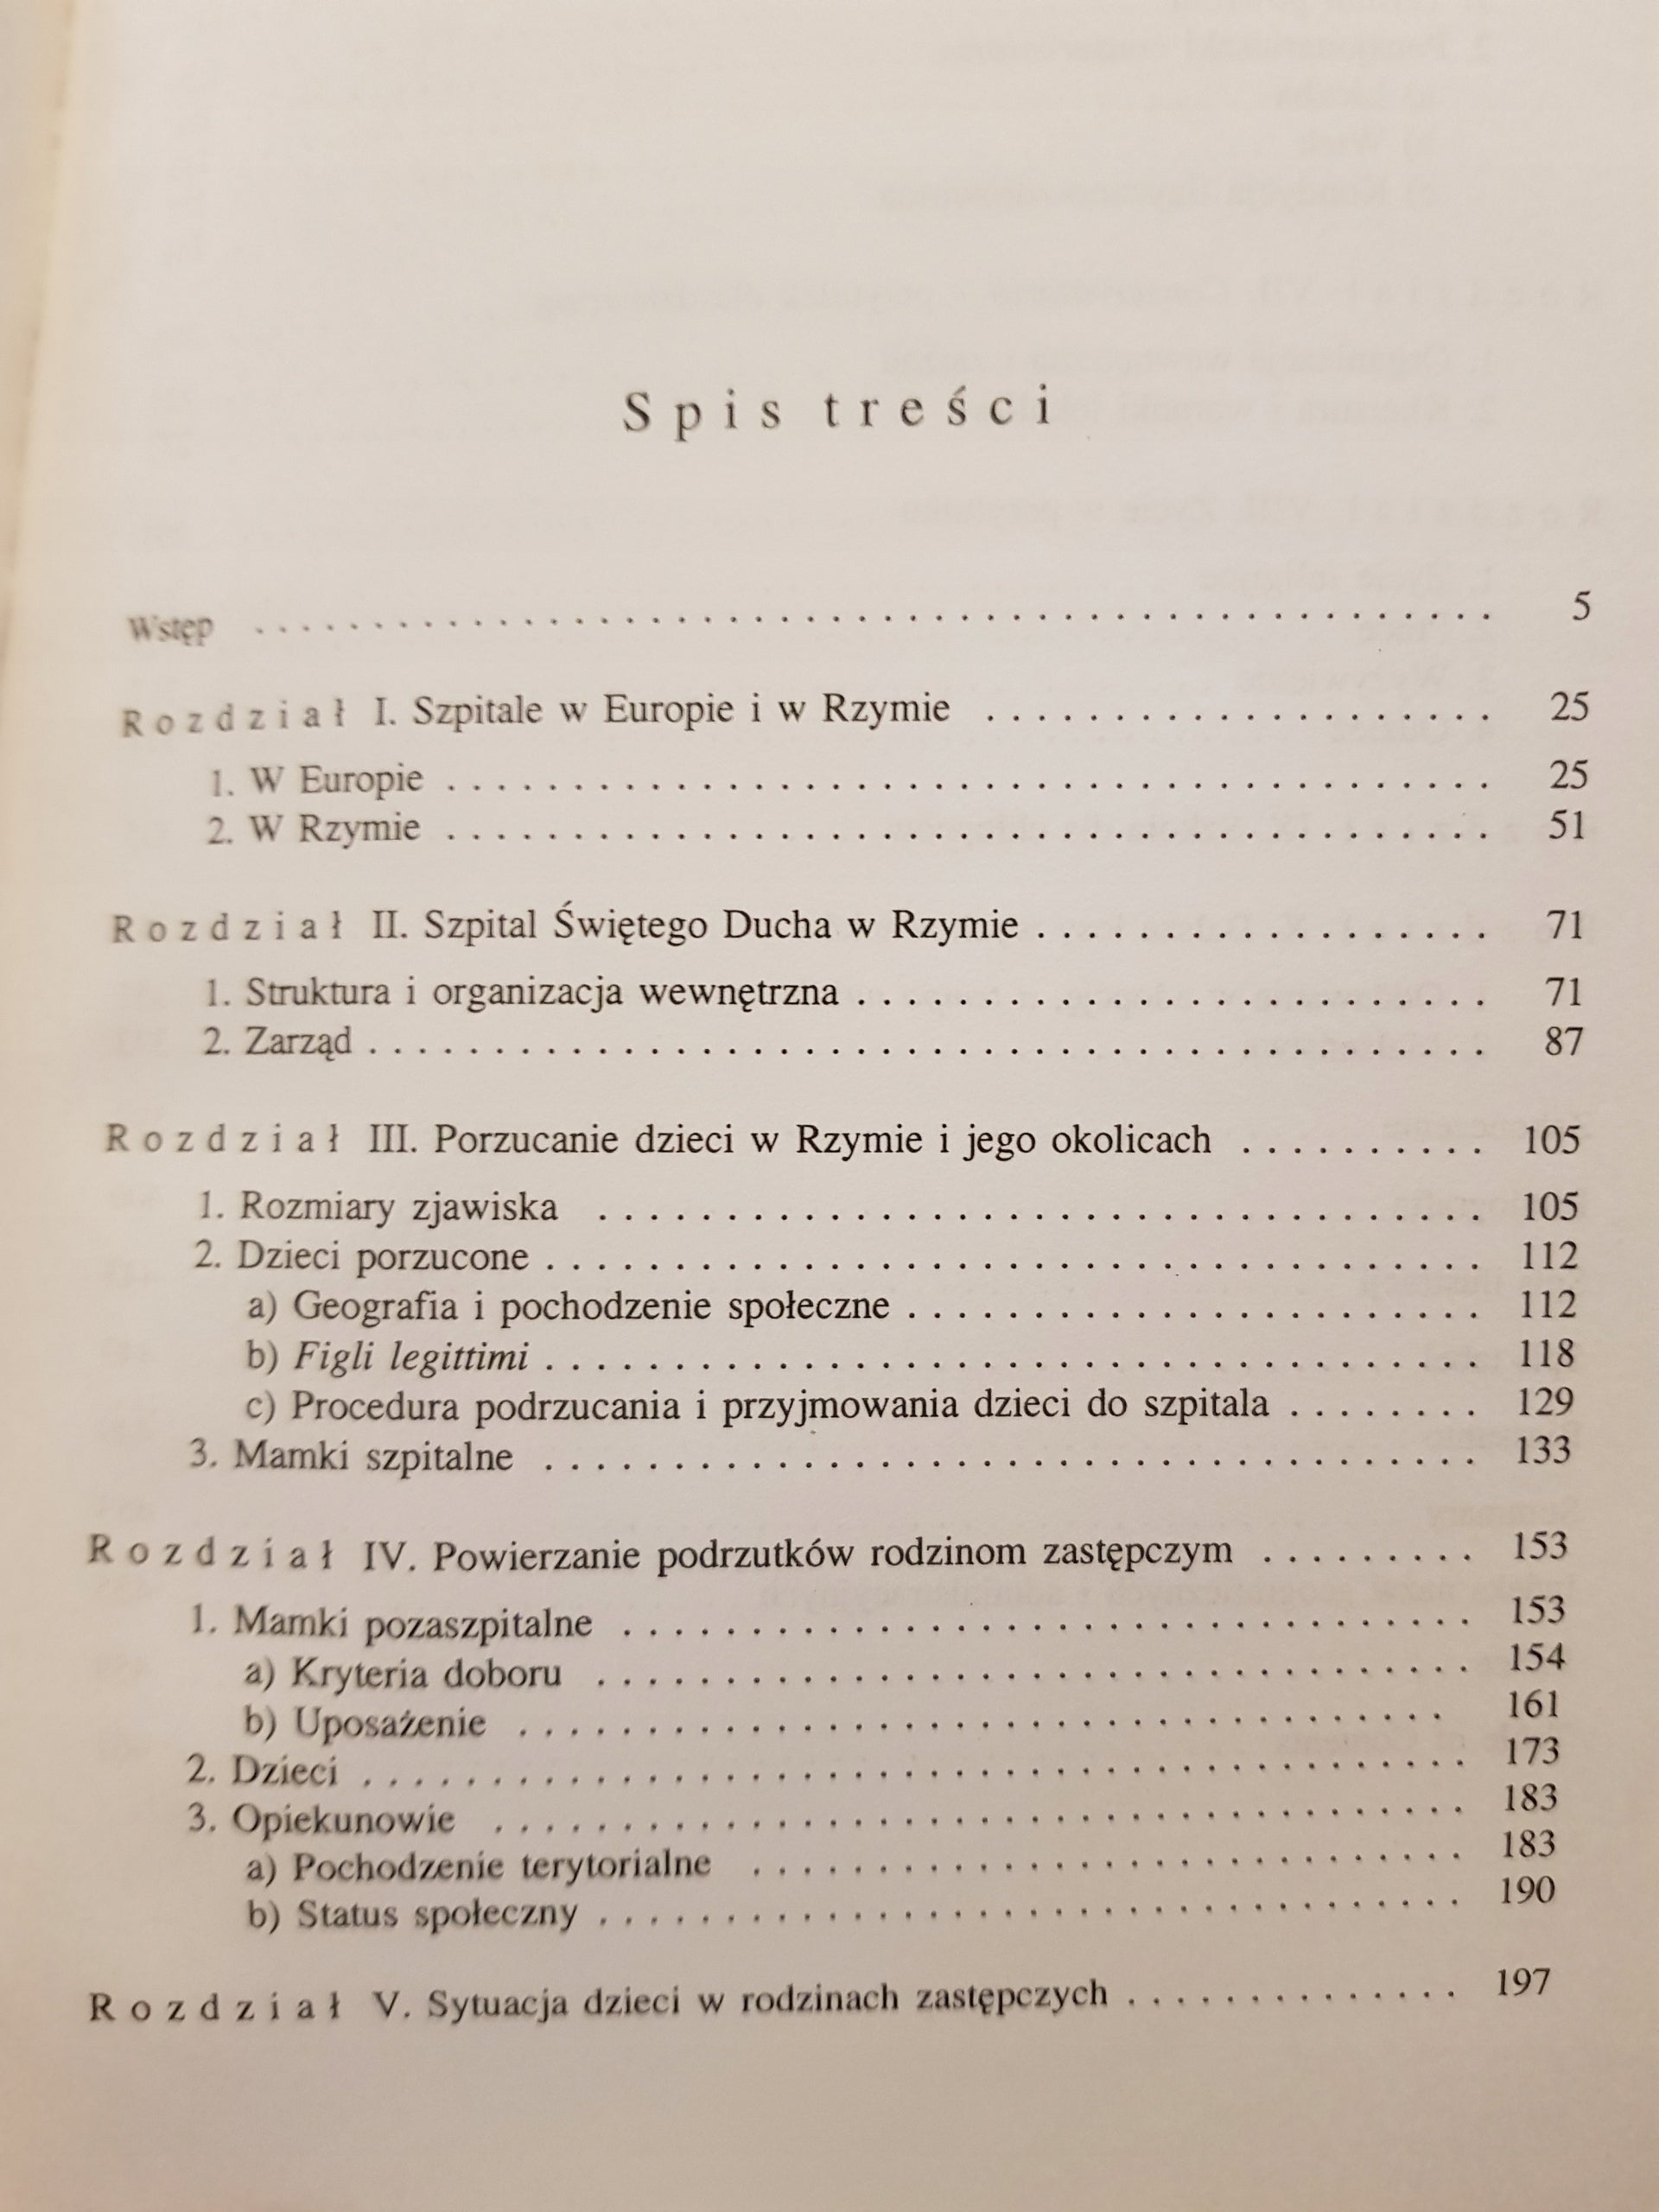 Spis treści
Wstęp . . . . . . . . . . . . . . . . . . . . . . . . . . . . . . . . . . . . . . . . . . . . . . . . 5
Rozdział I. Szpitale w Europie i w Rzymie . . . . . . . . . . . . . . . . . . . . 25
1. W Europie . . . . . . . . . . . . . . . . . . . . . . . . . . . . . . . . . . . . . . . . . 25
2. W Rzymie . . . . . . . . . . . . . . . . . . . . . . . . . . . . . . . . . . . . . . . . . 51
Rozdział II. Szpital Świętego Ducha w Rzymie . . . . . . . . . . . . . . . . . . 71
1. Struktura i organizacja wewnętrzna . . . . . . . . . . . . . . . . . . . . . . . . . 71
2. Zarząd . . . . . . . . . . . . . . . . . . . . . . . . . . . . . . . . . . . . . . . . . . . . 87
Rozdział III. Porzucanie dzieci w Rzymie i jego okolicach . . . . . . . . . . 105
1. Rozmiary zjawiska . . . . . . . . . . . . . . . . . . . . . . . . . . . . . . . . . . . 105
2. Dzieci porzucone . . . . . . . . . . . . . . . . . . . . . . . . . . . . . . . . . . . . . 112
a) Geografia i pochodzenie społeczne . . . . . . . . . . . . . . . . . . . . . . . 112
b) Figli legittimi . . . . . . . . . . . . . . . . . . . . . . . . . . . . . . . . . . . . . 118
c) Procedura podrzucania i przyjmowania dzieci do szpitala . . . . . . . . 129
3. Mamki szpitalne . . . . . . . . . . . . . . . . . . . . . . . . . . . . . . . . . . . . . 133
Rozdział IV. Powierzanie podrzutków rodzinom zastępczym . . . . . . . . . 153
1. Mamki pozaszpitalne . . . . . . . . . . . . . . . . . . . . . . . . . . . . . . . . . . 153
a) Kryteria doboru . . . . . . . . . . . . . . . . . . . . . . . . . . . . . . . . . . . 154
b) Uposażenie . . . . . . . . . . . . . . . . . . . . . . . . . . . . . . . . . . . . . 161
2. Dzieci . . . . . . . . . . . . . . . . . . . . . . . . . . . . . . . . . . . . . . . . . . . 173
3. Opiekunowie . . . . . . . . . . . . . . . . . . . . . . . . . . . . . . . . . . . . . . 183
a) Pochodzenie terytorialne . . . . . . . . . . . . . . . . . . . . . . . . . . . . 183
b) Status społeczny . . . . . . . . . . . . . . . . . . . . . . . . . . . . . . . . . . 190
Rozdział V. Sytuacja dzieci w rodzinach zastępczych . . . . . . . . . . . . . . 197